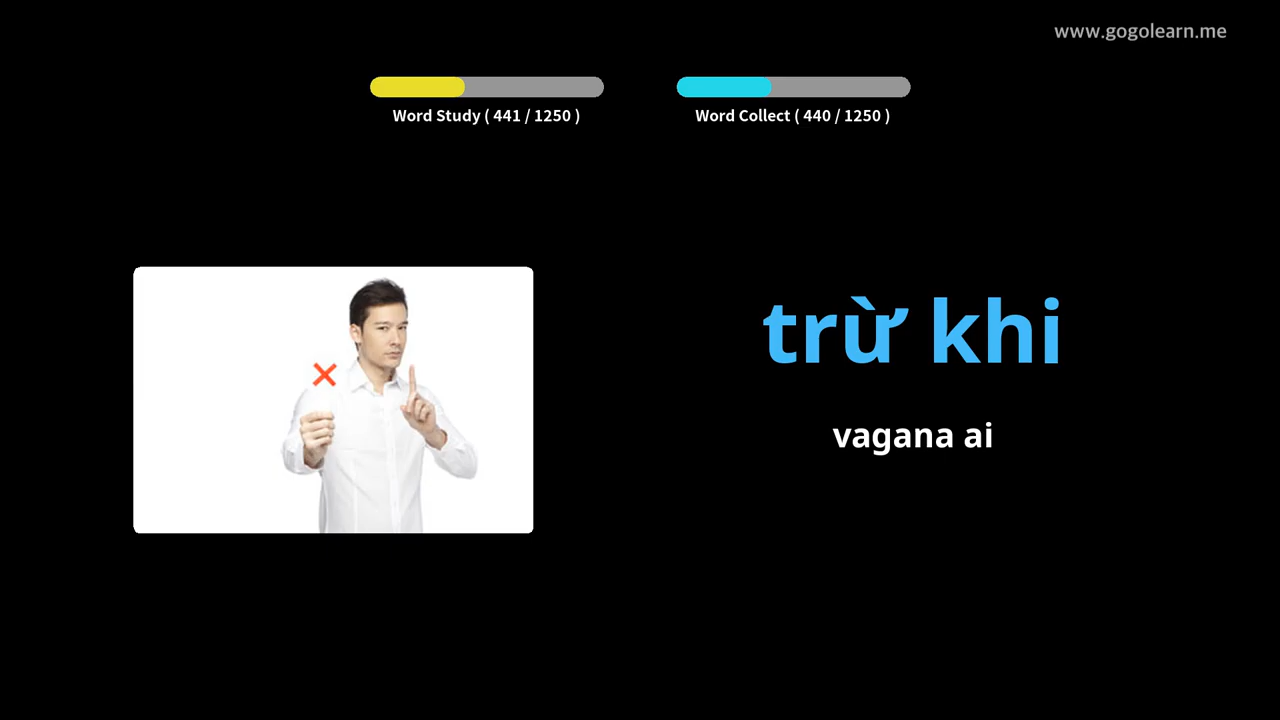 www.gogolearn.me
Word Study ( 441 / 1250 )
Word Collect ( 440 / 1250 )
trừ khi
vagana ai